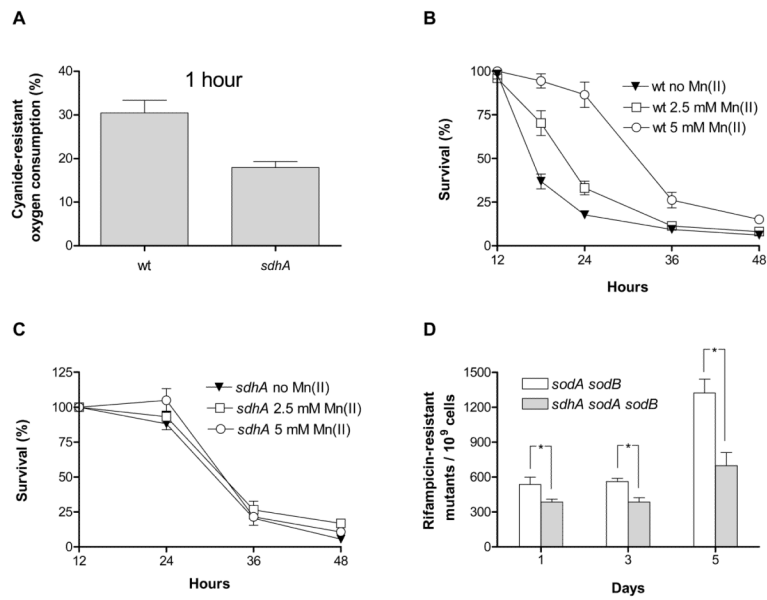 A
1 hour
Cyanide-resistant
oxygen consumption (%)
40
30
20
10
0
wt
sdhA
B
Survival (%)
100
75
50
25
0
12
24
36
48
Hours
wt no Mn(II)
wt 2.5 mM Mn(II)
wt 5 mM Mn(II)
C
Survival (%)
125
100
75
50
25
0
12
24
36
48
Hours
sdhA no Mn(II)
sdhA 2.5 mM Mn(II)
sdhA 5 mM Mn(II)
D
Rifampicin-resistant
mutants / 10⁹ cells
1500
1200
900
600
300
0
sodA sodB
sdhA sodA sodB
*
*
*
1
3
5
Days